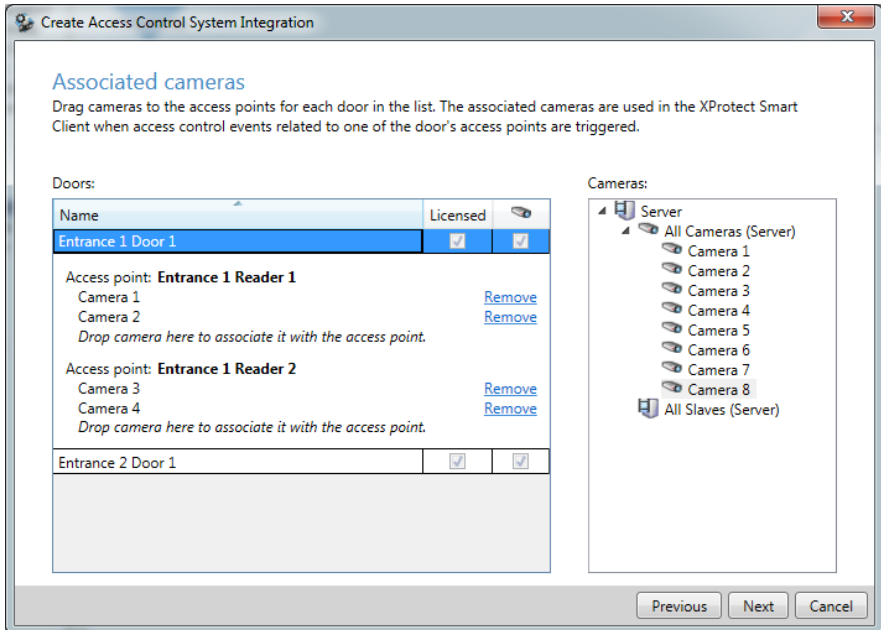 Create Access Control System Integration
Associated cameras
Drag cameras to the access points for each door in the list. The associated cameras are used in the XProtect Smart
Client when access control events related to one of the door's access points are triggered.
Doors:
Name Licensed
Entrance 1 Door 1
Access point: Entrance 1 Reader 1
Camera 1 Remove
Camera 2 Remove
Drop camera here to associate it with the access point.
Access point: Entrance 1 Reader 2
Camera 3 Remove
Camera 4 Remove
Drop camera here to associate it with the access point.
Entrance 2 Door 1
Cameras:
Server
All Cameras (Server)
Camera 1
Camera 2
Camera 3
Camera 4
Camera 5
Camera 6
Camera 7
Camera 8
All Slaves (Server)
Previous Next Cancel